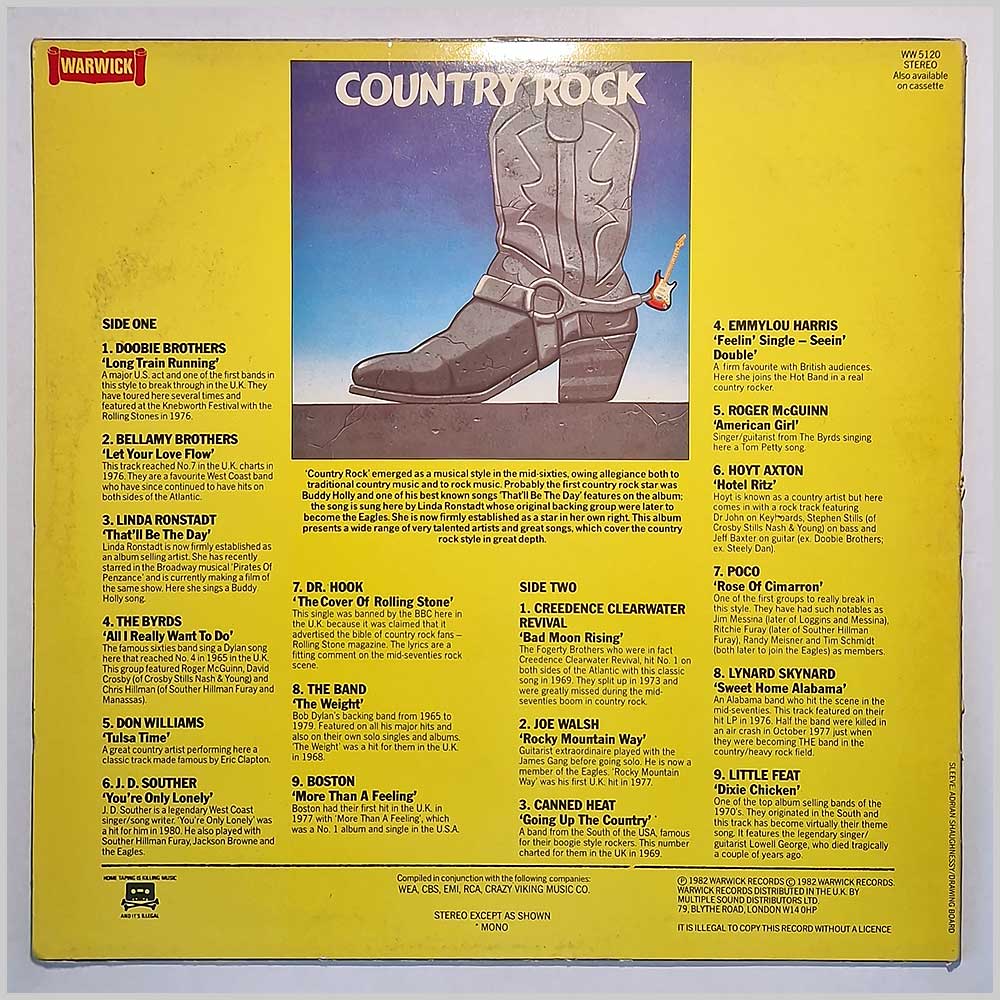 WARWICK
WW 5120
STEREO
Also available
on cassette
COUNTRY ROCK
'Country Rock' emerged as a musical style in the mid-sixties, owing allegiance both to
traditional country music and to rock music. Probably the first country rock star was
Buddy Holly and one of his best known songs 'That'll Be The Day' features on the album;
the song is sung here by Linda Ronstadt whose original backing group were later to
become the Eagles. She is now firmly established as a star in her own right. This album
presents a wide range of very talented artists and great songs, which cover the country
rock style in great depth.
SIDE ONE
1. DOOBIE BROTHERS
'Long Train Running'
A major U.S. act and one of the first bands in
this style to break through in the U.K. They
have toured here several times and
featured at the Knebworth Festival with the
Rolling Stones in 1976.
2. BELLAMY BROTHERS
'Let Your Love Flow'
This track reached No.7 in the U.K. charts in
1976. They are a favourite West Coast band
who have since continued to have hits on
both sides of the Atlantic.
3. LINDA RONSTADT
'That'll Be The Day'
Linda Ronstadt is now firmly established as
an album selling artist. She has recently
starred in the Broadway musical 'Pirates Of
Penzance' and is currently making a film of
the same show. Here she sings a Buddy
Holly song.
4. THE BYRDS
'All I Really Want To Do'
The famous sixties band sing a Dylan song
here that reached No. 4 in 1965 in the U.K.
This group featured Roger McGuinn, David
Crosby (of Crosby Stills Nash & Young) and
Chris Hillman (of Souther Hillman Furay and
Manassas).
5. DON WILLIAMS
'Tulsa Time'
A great country artist performing here a
classic track made famous by Eric Clapton.
6. J. D. SOUTHER
'You're Only Lonely'
J. D. Souther is a legendary West Coast
singer/song writer. 'You're Only Lonely' was
a hit for him in 1980. He also played with
Souther Hillman Furay, Jackson Browne and
the Eagles.
7. DR. HOOK
'The Cover Of Rolling Stone'
This single was banned by the BBC here in
the U.K. because it was claimed that it
advertised the bible of country rock fans –
Rolling Stone magazine. The lyrics are a
fitting comment on the mid-seventies rock
scene.
8. THE BAND
'The Weight'
Bob Dylan's backing band from 1965 to
1979. Featured on all his major hits and
also on their own solo singles and albums.
'The Weight' was a hit for them in the U.K.
in 1968.
9. BOSTON
'More Than A Feeling'
Boston had their first hit in the U.K. in
1977 with 'More Than A Feeling', which
was a No. 1 album and single in the U.S.A.
SIDE TWO
1. CREEDENCE CLEARWATER
REVIVAL
'Bad Moon Rising'
The Fogerty Brothers who were in fact
Creedence Clearwater Revival, hit No. 1 on
both sides of the Atlantic with this classic
song in 1969. They split up in 1973 and
were greatly missed during the mid-
seventies boom in country rock.
2. JOE WALSH
'Rocky Mountain Way'
Guitarist extraordinaire played with the
James Gang before going solo. He is now a
member of the Eagles. 'Rocky Mountain
Way' was his first U.K. hit in 1977.
3. CANNED HEAT
'Going Up The Country' *
A band from the South of the USA, famous
for their boogie style rockers. This number
charted for them in the UK in 1969.
4. EMMYLOU HARRIS
'Feelin' Single – Seein'
Double'
A firm favourite with British audiences.
Here she joins the Hot Band in a real
country rocker.
5. ROGER McGUINN
'American Girl'
Singer/guitarist from The Byrds singing
here a Tom Petty song.
6. HOYT AXTON
'Hotel Ritz'
Hoyt is known as a country artist but here
comes in with a rock track featuring
Dr John on Keyboards, Stephen Stills (of
Crosby Stills Nash & Young) on bass and
Jeff Baxter on guitar (ex. Doobie Brothers;
ex. Steely Dan).
7. POCO
'Rose Of Cimarron'
One of the first groups to really break in
this style. They have had such notables as
Jim Messina (later of Loggins and Messina),
Ritchie Furay (later of Souther Hillman
Furay), Randy Meisner and Tim Schmidt
(both later to join the Eagles) as members.
8. LYNARD SKYNARD
'Sweet Home Alabama'
An Alabama band who hit the scene in the
mid-seventies. This track featured on their
hit LP in 1976. Half the band were killed in
an air crash in October 1977 just when
they were becoming THE band in the
country/heavy rock field.
9. LITTLE FEAT
'Dixie Chicken'
One of the top album selling bands of the
1970's. They originated in the South and
this track has become virtually their theme
song. It features the legendary singer/
guitarist Lowell George, who died tragically
a couple of years ago.
SLEEVE: ADRIAN SHAUGHNESSY/DRAWING BOARD
HOME TAPING IS KILLING MUSIC
AND IT'S ILLEGAL
Compiled in conjunction with the following companies:
WEA, CBS, EMI, RCA, CRAZY VIKING MUSIC CO.
STEREO EXCEPT AS SHOWN
* MONO
Ⓟ 1982 WARWICK RECORDS © 1982 WARWICK RECORDS.
WARWICK RECORDS DISTRIBUTED IN THE U.K. BY
MULTIPLE SOUND DISTRIBUTORS LTD.
79, BLYTHE ROAD, LONDON W14 0HP
IT IS ILLEGAL TO COPY THIS RECORD WITHOUT A LICENCE